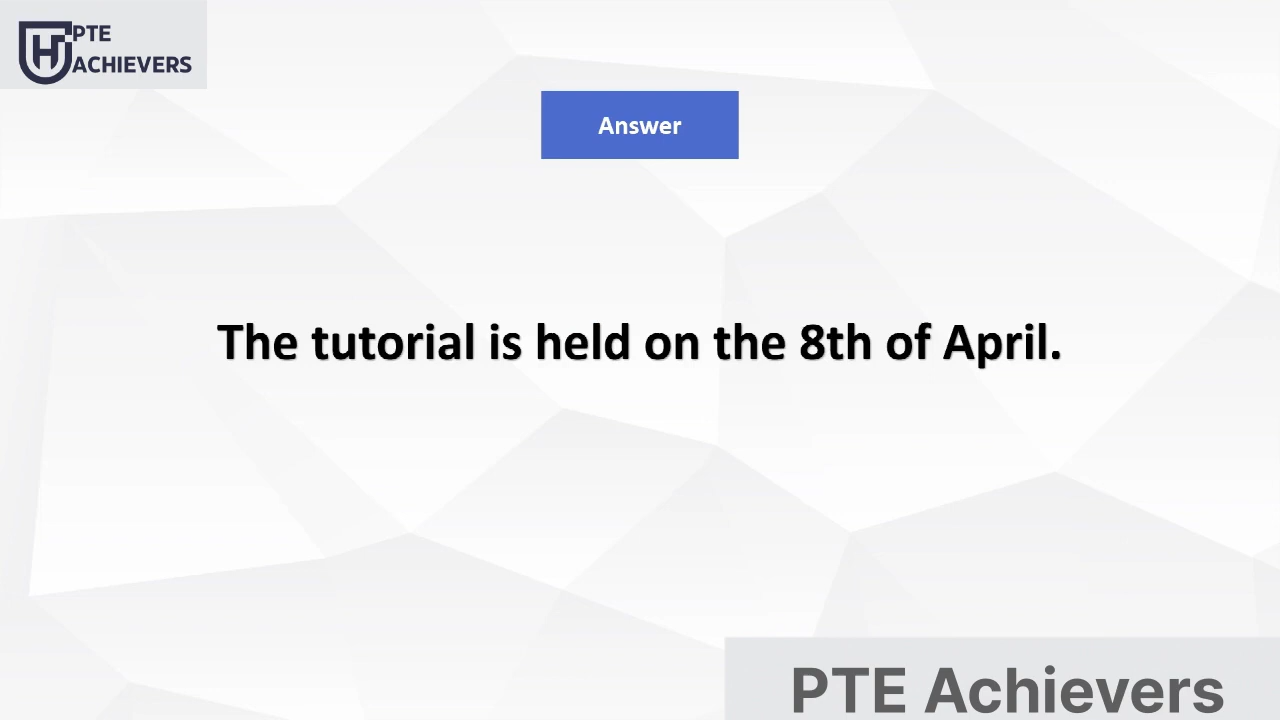 PTE
ACHIEVERS
Answer
The tutorial is held on the 8th of April.
PTE Achievers